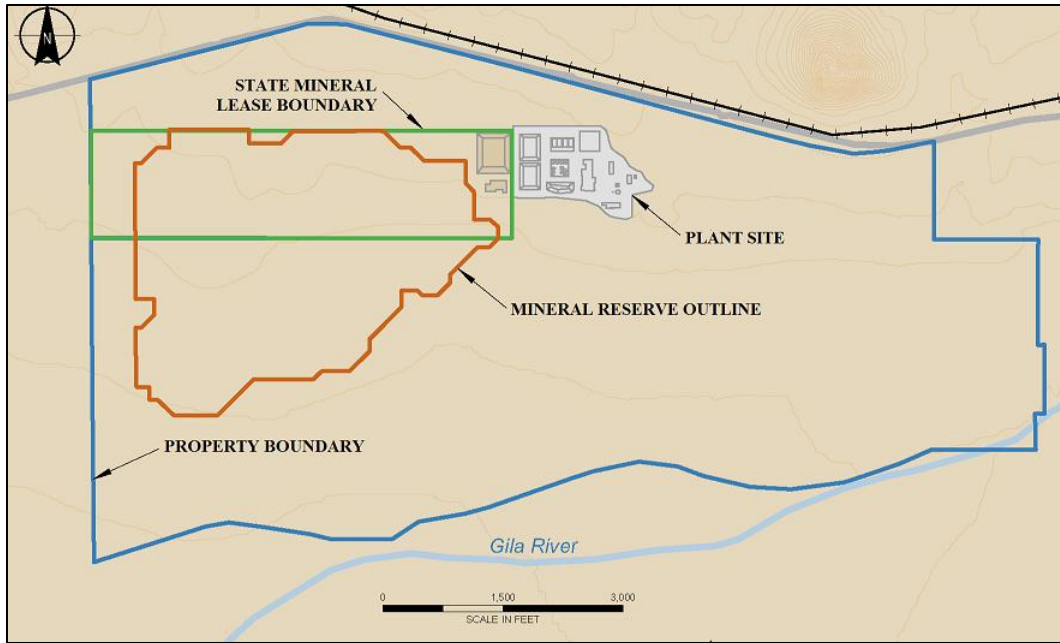 N
STATE MINERAL
LEASE BOUNDARY
PLANT SITE
MINERAL RESERVE OUTLINE
PROPERTY BOUNDARY
Gila River
0 1,500 3,000
SCALE IN FEET